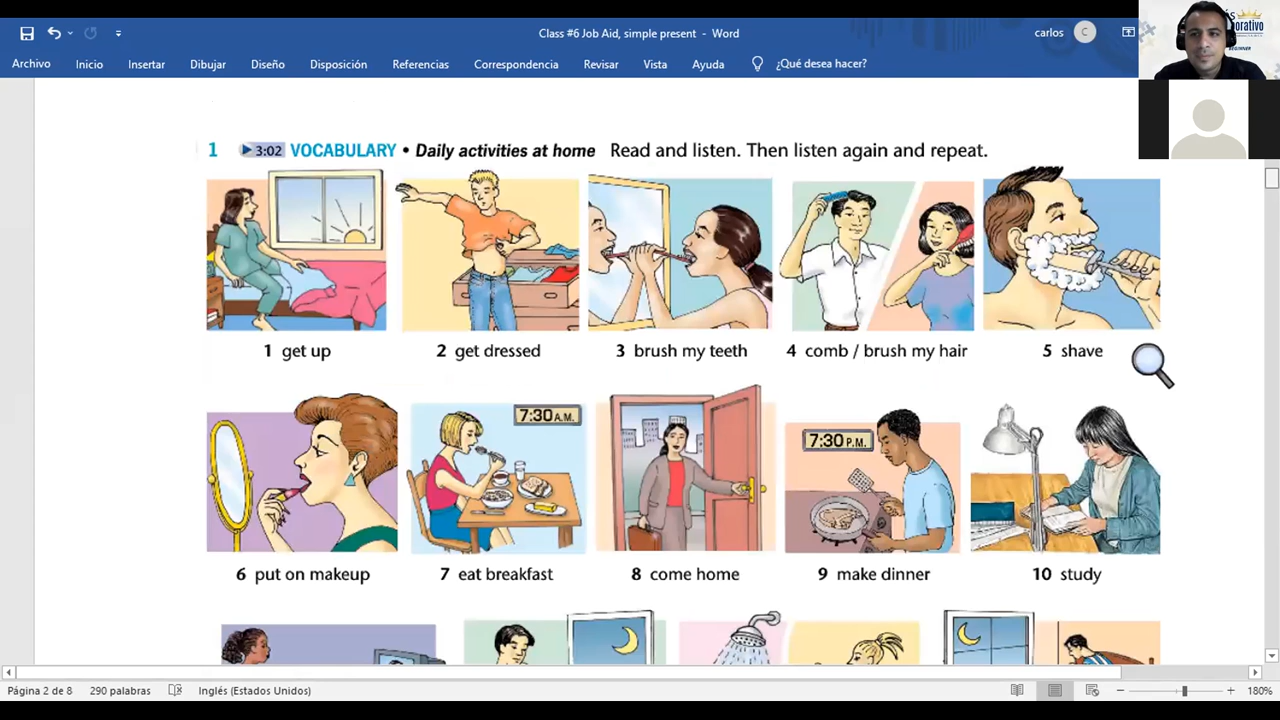 Class #6 Job Aid, simple present - Word
carlos
C
Archivo Inicio Insertar Dibujar Diseño Disposición Referencias Correspondencia Revisar Vista Ayuda ¿Qué desea hacer?
1 3:02 VOCABULARY • Daily activities at home Read and listen. Then listen again and repeat.
1 get up
2 get dressed
3 brush my teeth
4 comb / brush my hair
5 shave
7:30 A.M.
7:30 P.M.
6 put on makeup
7 eat breakfast
8 come home
9 make dinner
10 study
Página 2 de 8 290 palabras Inglés (Estados Unidos) 180%